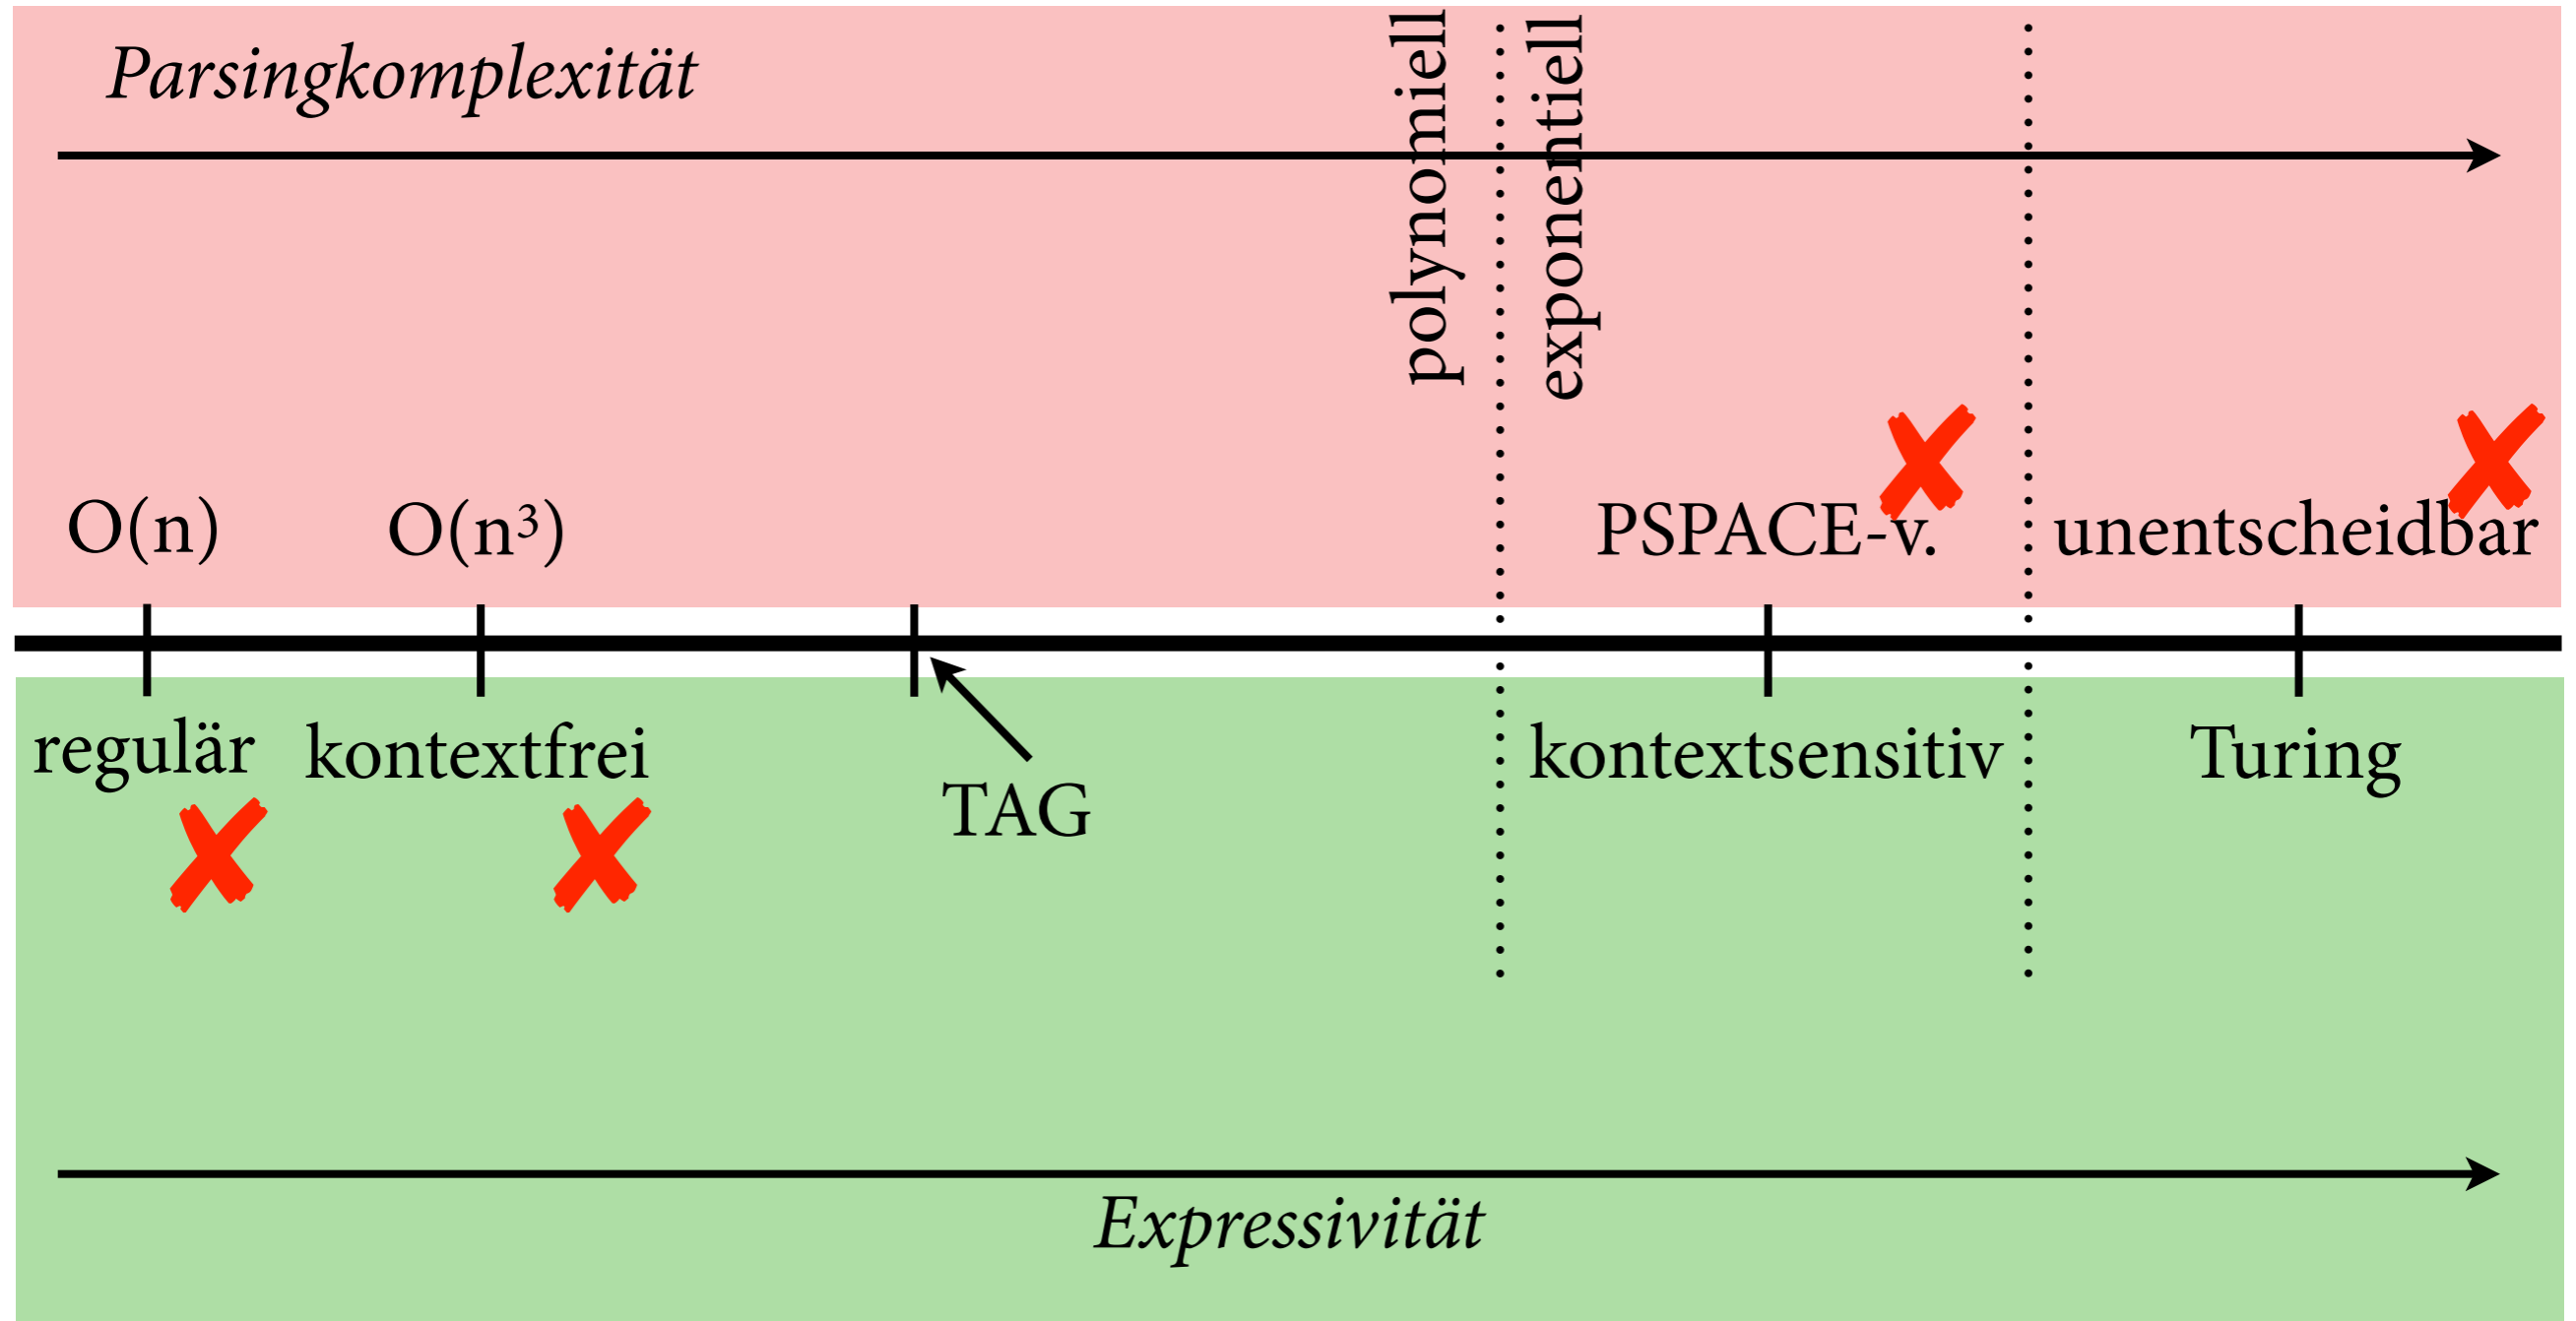 Parsingkomplexität
polynomiell
exponentiell
O(n)
O(n³)
PSPACE-v.
unentscheidbar
regulär
kontextfrei
TAG
kontextsensitiv
Turing
Expressivität